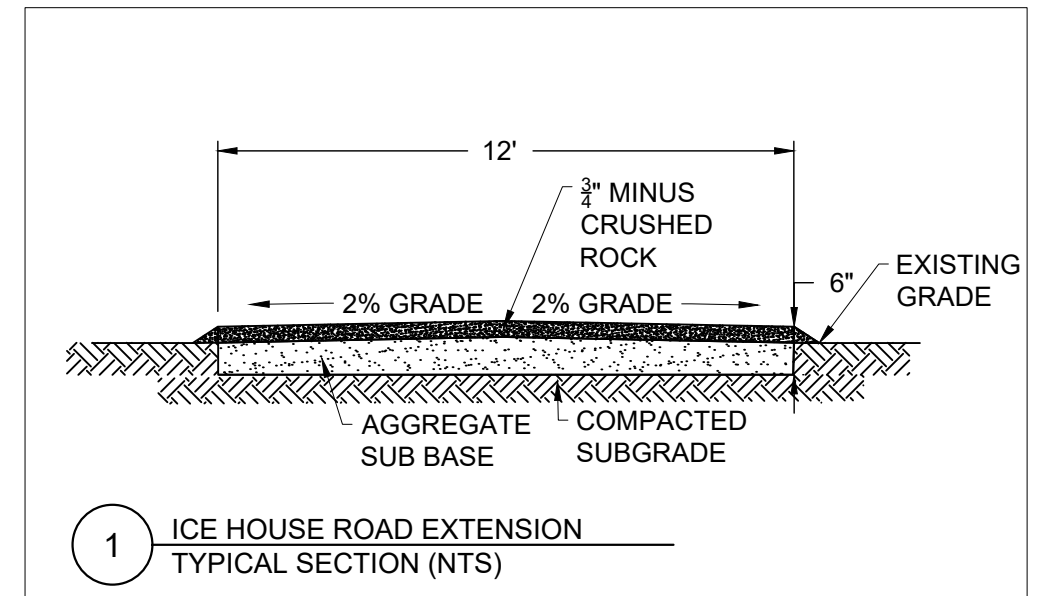 12'
¾" MINUS
CRUSHED
ROCK
EXISTING
GRADE
6"
2% GRADE
2% GRADE
AGGREGATE
SUB BASE
COMPACTED
SUBGRADE
1
ICE HOUSE ROAD EXTENSION
TYPICAL SECTION (NTS)